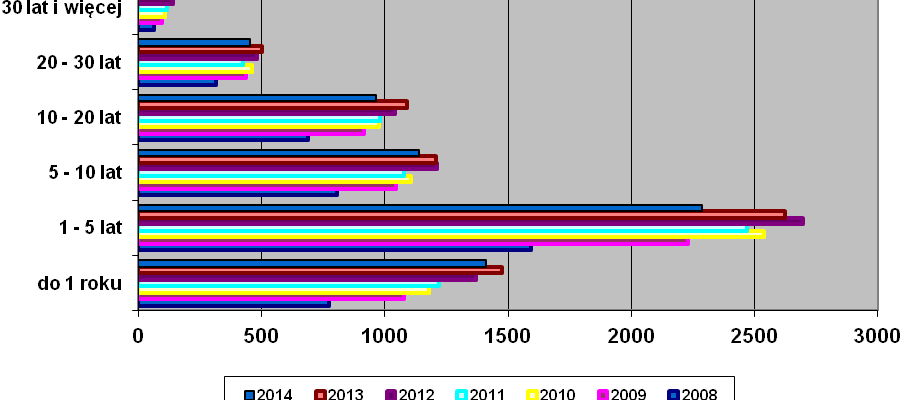 30 lat i więcej
20 - 30 lat
10 - 20 lat
5 - 10 lat
1 - 5 lat
do 1 roku
0 500 1000 1500 2000 2500 3000
2014 2013 2012 2011 2010 2009 2008